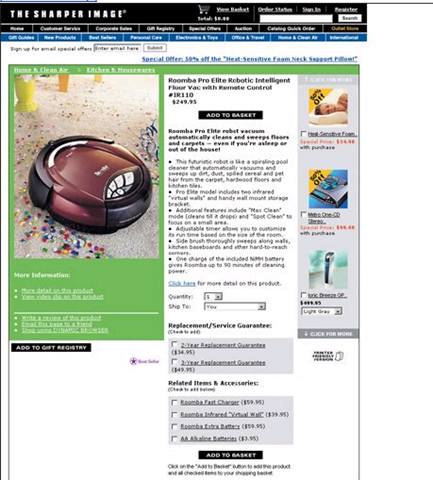 THE SHARPER IMAGE®
View Basket Order Status Sign In Register
Total: $0.00
Search
Home Customer Service Corporate Sales Gift Registry Special Offers Auction Catalog Quick Order Outlet Store
Gift Guides New Products Best Sellers Personal Care Electronics & Toys Office & Travel Home & Clean Air International
Sign up for email special offers Enter email here Submit
Special Offer: 50% off the "Heat-Sensitive Foam Neck Support Pillow!"
Home & Clean Air > Kitchen & Housewares
Roomba Pro Elite Robotic Intelligent
Floor Vac with Remote Control
#IR110
$249.95
ADD TO BASKET
Roomba Pro Elite robot vacuum
automatically cleans and sweeps floors
and carpets — even if you're asleep or
out of the house!
• This futuristic robot is like a spiraling pool
cleaner that automatically vacuums and
sweeps up dirt, dust, spilled cereal and pet
hair from the carpet, hardwood floors and
kitchen tiles.
• Pro Elite model includes two infrared
"virtual walls" and handy wall mount storage
bracket.
• Additional features include "Max Clean"
mode (cleans till it drops) and "Spot Clean" to
focus on a small area.
• Adjustable timer allows you to customize
its run time based on the size of the room.
• Side brush thoroughly sweeps along walls,
kitchen baseboards and other hard-to-reach
corners.
• One charge of the included NiMH battery
gives Roomba up to 90 minutes of cleaning
power.
Click here for more detail on this product.
Quantity: 1
Ship To: You
Replacement/Service Guarantee:
(Check to add)
2-Year Replacement Guarantee
($34.95)
3-Year Replacement Guarantee
($49.95)
Related Items & Accessories:
(Check to add below)
Roomba Fast Charger ($59.95)
Roomba Infrared "Virtual Wall" ($39.95)
Roomba Extra Battery ($59.95)
AA Alkaline Batteries ($3.95)
ADD TO BASKET
Click on the "Add to Basket" button to add this product
and all checked items to your shopping basket.
More Information:
More detail on this product
View video clip on this product
Write a review of this product
Email this page to a friend
Shop using DYNAMIC BROWSER
ADD TO GIFT REGISTRY
Best Seller
CLICK FOR MORE
Heat-Sensitive Foam..
Special Price:
with purchase
Metro One-CD
Stereo..
Special Price:
with purchase
Ionic Breeze GP..
$499.95
Light Gray
CLICK FOR MORE
PRINTER
FRIENDLY
VERSION